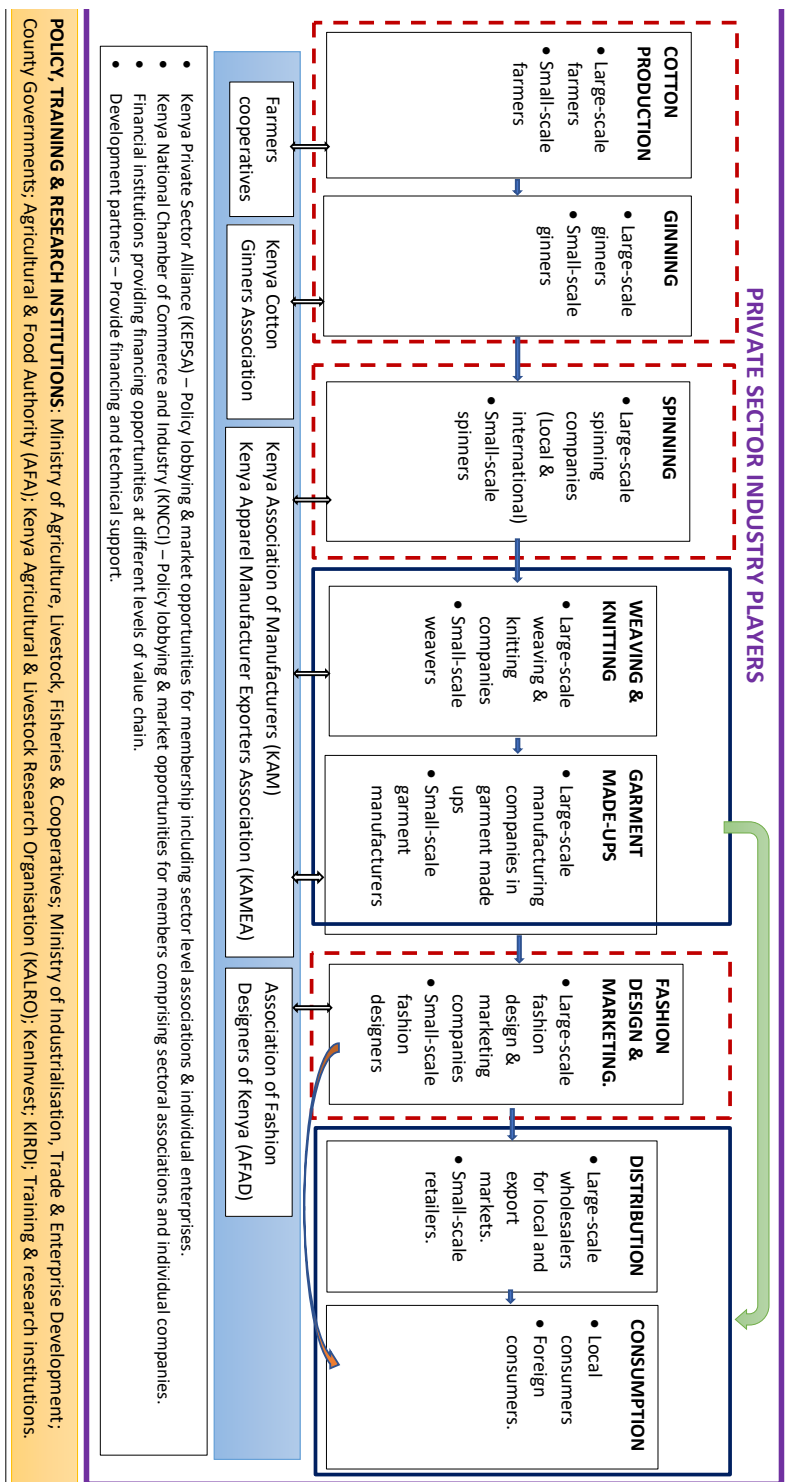 PRIVATE SECTOR INDUSTRY PLAYERS
COTTON
PRODUCTION
• Large-scale
farmers
• Small-scale
farmers
GINNING
• Large-scale
ginners
• Small-scale
ginners
SPINNING
• Large-scale
spinning
companies
(Local &
international)
• Small-scale
spinners
WEAVING &
KNITTING
• Large-scale
weaving &
knitting
companies
• Small-scale
weavers
GARMENT
MADE-UPS
• Large-scale
manufacturing
companies in
garment made
ups
• Small-scale
garment
manufacturers
FASHION
DESIGN &
MARKETING.
• Large-scale
fashion
design &
marketing
companies
• Small-scale
fashion
designers
DISTRIBUTION
• Large-scale
wholesalers
for local and
export
markets.
• Small-scale
retailers.
CONSUMPTION
• Local
consumers
• Foreign
consumers.
Farmers
cooperatives
Kenya Cotton
Ginners Association
Kenya Association of Manufacturers (KAM)
Kenya Apparel Manufacturer Exporters Association (KAMEA)
Association of Fashion
Designers of Kenya (AFAD)
• Kenya Private Sector Alliance (KEPSA) – Policy lobbying & market opportunities for membership including sector level associations & individual enterprises.
• Kenya National Chamber of Commerce and Industry (KNCCI) – Policy lobbying & market opportunities for members comprising sectoral associations and individual companies.
• Financial institutions providing financing opportunities at different levels of value chain.
• Development partners – Provide financing and technical support.
POLICY, TRAINING & RESEARCH INSTITUTIONS: Ministry of Agriculture, Livestock, Fisheries & Cooperatives; Ministry of Industrialisation, Trade & Enterprise Development;
County Governments; Agricultural & Food Authority (AFA); Kenya Agricultural & Livestock Research Organisation (KALRO); KenInvest; KIRDI; Training & research institutions.